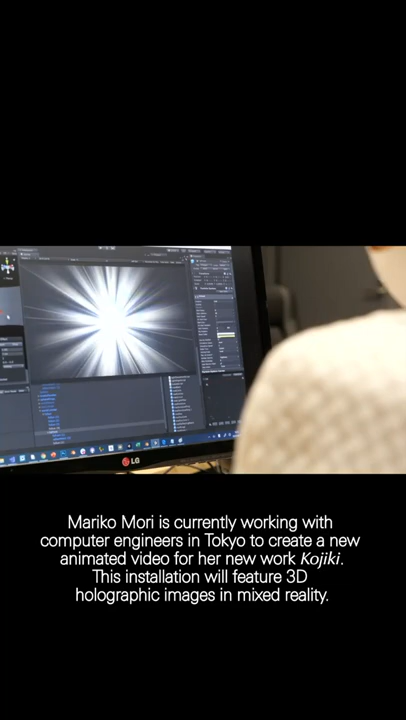 LG
Mariko Mori is currently working with
computer engineers in Tokyo to create a new
animated video for her new work Kojiki.
This installation will feature 3D
holographic images in mixed reality.